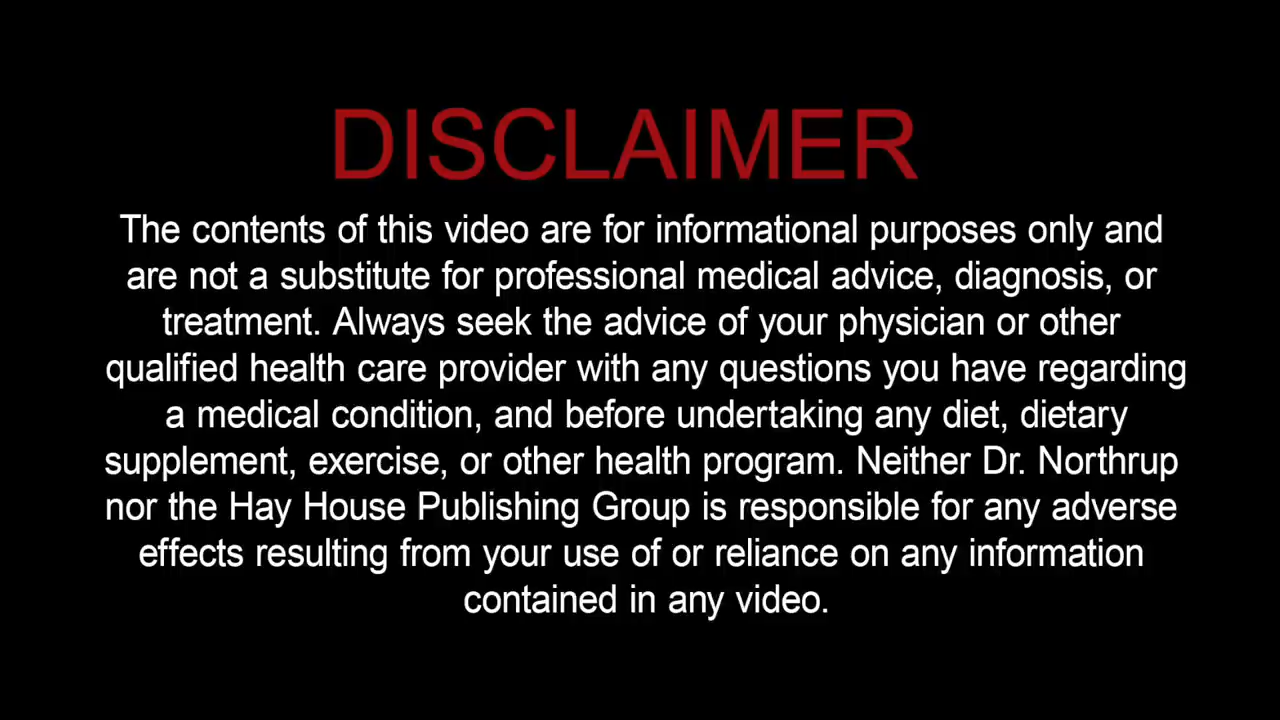 DISCLAIMER
The contents of this video are for informational purposes only and
are not a substitute for professional medical advice, diagnosis, or
treatment. Always seek the advice of your physician or other
qualified health care provider with any questions you have regarding
a medical condition, and before undertaking any diet, dietary
supplement, exercise, or other health program. Neither Dr. Northrup
nor the Hay House Publishing Group is responsible for any adverse
effects resulting from your use of or reliance on any information
contained in any video.